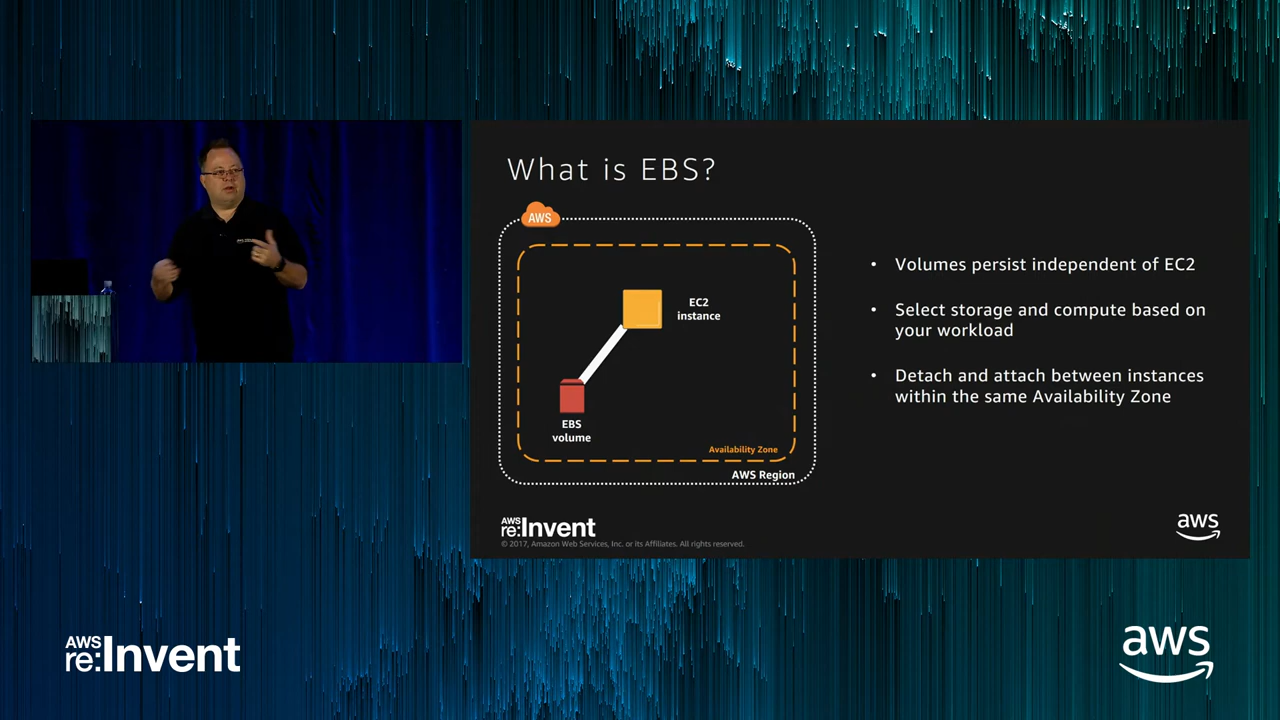 What is EBS?
AWS
EC2
instance
EBS
volume
Availability Zone
AWS Region
• Volumes persist independent of EC2
• Select storage and compute based on
your workload
• Detach and attach between instances
within the same Availability Zone
AWS
re:Invent
© 2017, Amazon Web Services, Inc. or its Affiliates. All rights reserved.
aws
AWS
re:Invent
aws